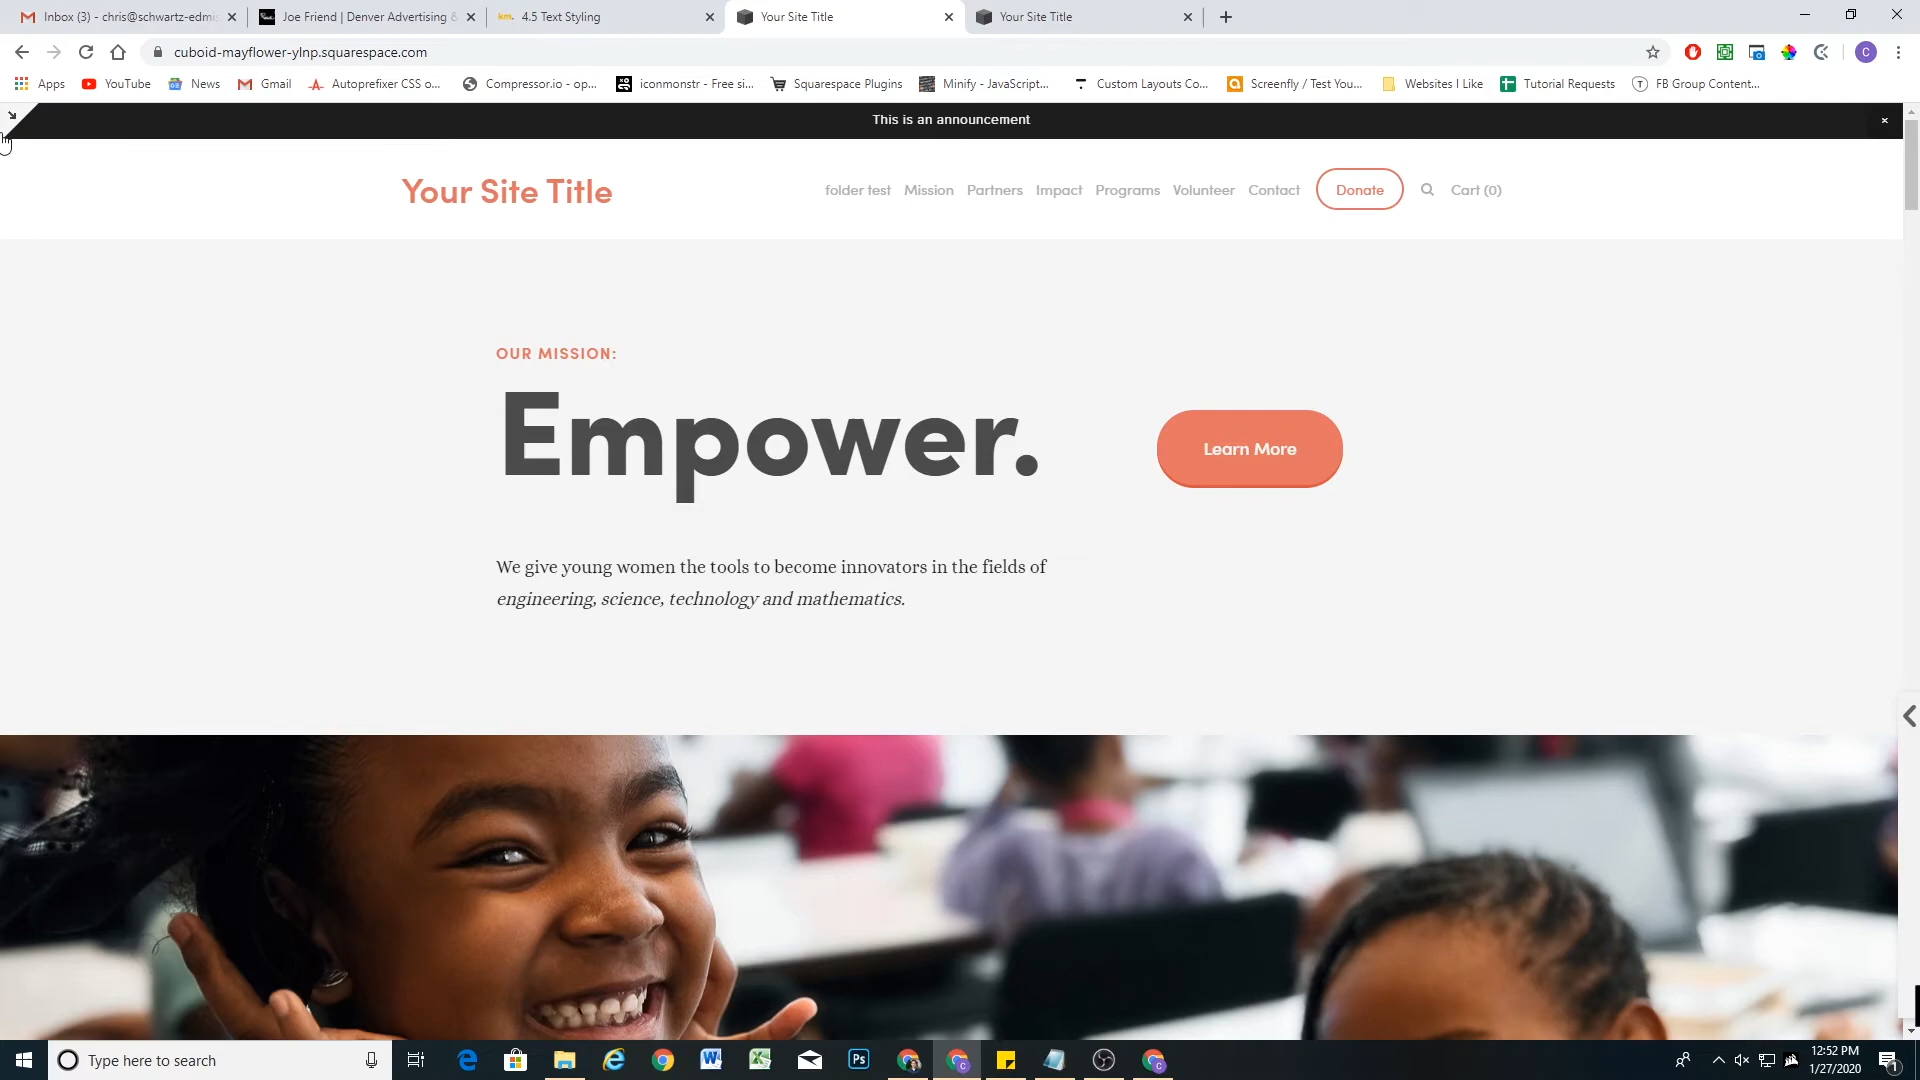 Inbox (3) - chris@schwartz-edmis
Joe Friend | Denver Advertising &
km. 4.5 Text Styling
Your Site Title
Your Site Title
cuboid-mayflower-ylnp.squarespace.com
C
Apps
YouTube
News
Gmail
Autoprefixer CSS o...
Compressor.io - op...
iconmonstr - Free si...
Squarespace Plugins
Minify - JavaScript...
Custom Layouts Co...
Screenfly / Test You...
Websites I Like
Tutorial Requests
FB Group Content...
This is an announcement
Your Site Title
folder test
Mission
Partners
Impact
Programs
Volunteer
Contact
Donate
Cart (0)
OUR MISSION:
Empower.
Learn More
We give young women the tools to become innovators in the fields of
engineering, science, technology and mathematics.
Type here to search
12:52 PM
1/27/2020
1